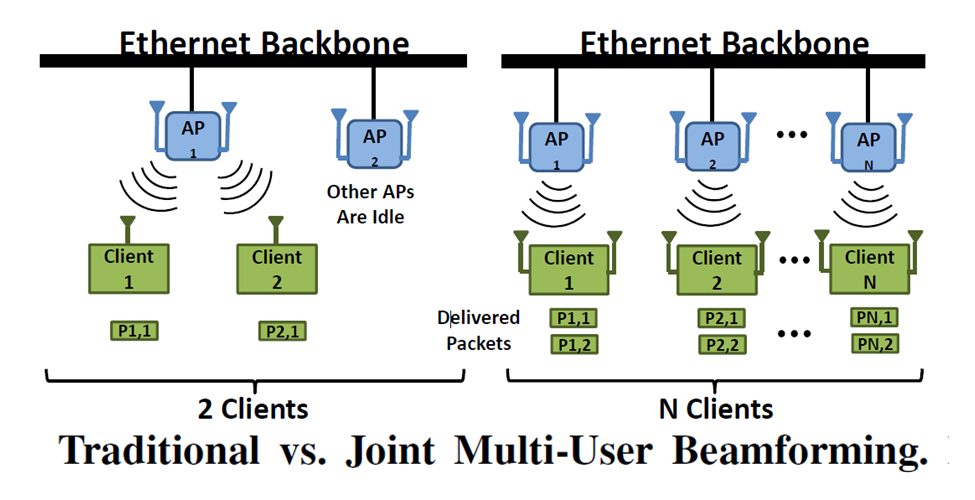 Ethernet Backbone
AP
1
AP
2
Other APs
Are Idle
Client
1
Client
2
P1,1
P2,1
2 Clients
Ethernet Backbone
AP
1
AP
2
...
AP
N
Client
1
Client
2
...
Client
N
Delivered
Packets
P1,1
P1,2
P2,1
P2,2
...
PN,1
PN,2
N Clients
Traditional vs. Joint Multi-User Beamforming.